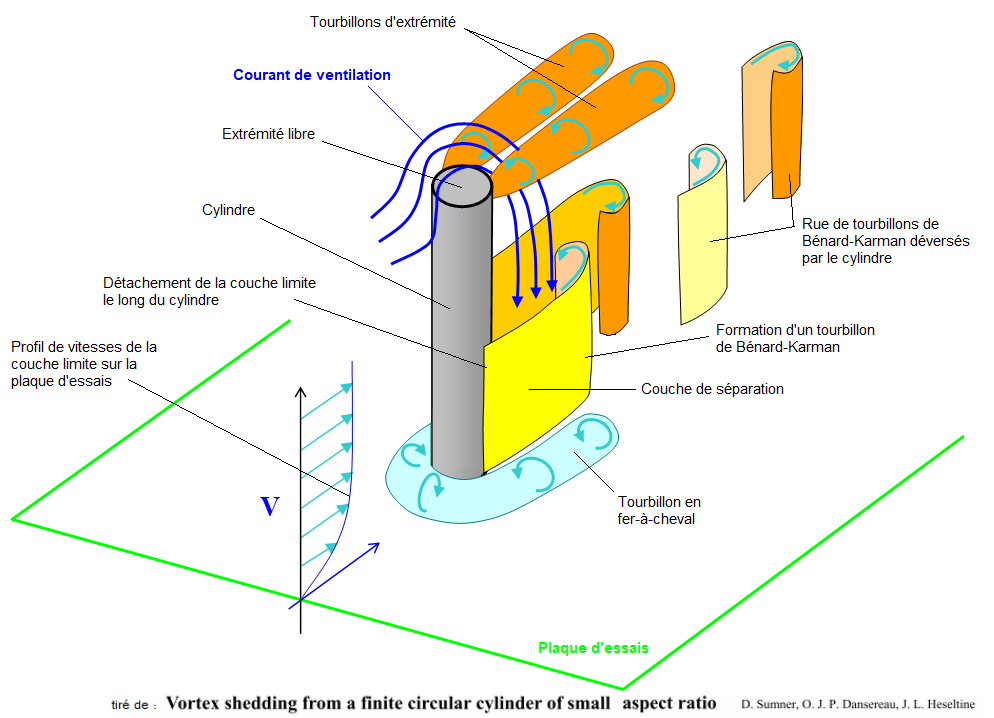 Tourbillons d'extrémité
Courant de ventilation
Extrémité libre
Cylindre
Rue de tourbillons de
Bénard-Karman déversés
par le cylindre
Détachement de la couche limite
le long du cylindre
Formation d'un tourbillon
de Bénard-Karman
Profil de vitesses de la
couche limite sur la
plaque d'essais
Couche de séparation
V
Tourbillon en
fer-à-cheval
Plaque d'essais
tiré de : Vortex shedding from a finite circular cylinder of small aspect ratio D. Sumner, O. J. P. Dansereau, J. L. Heseltine